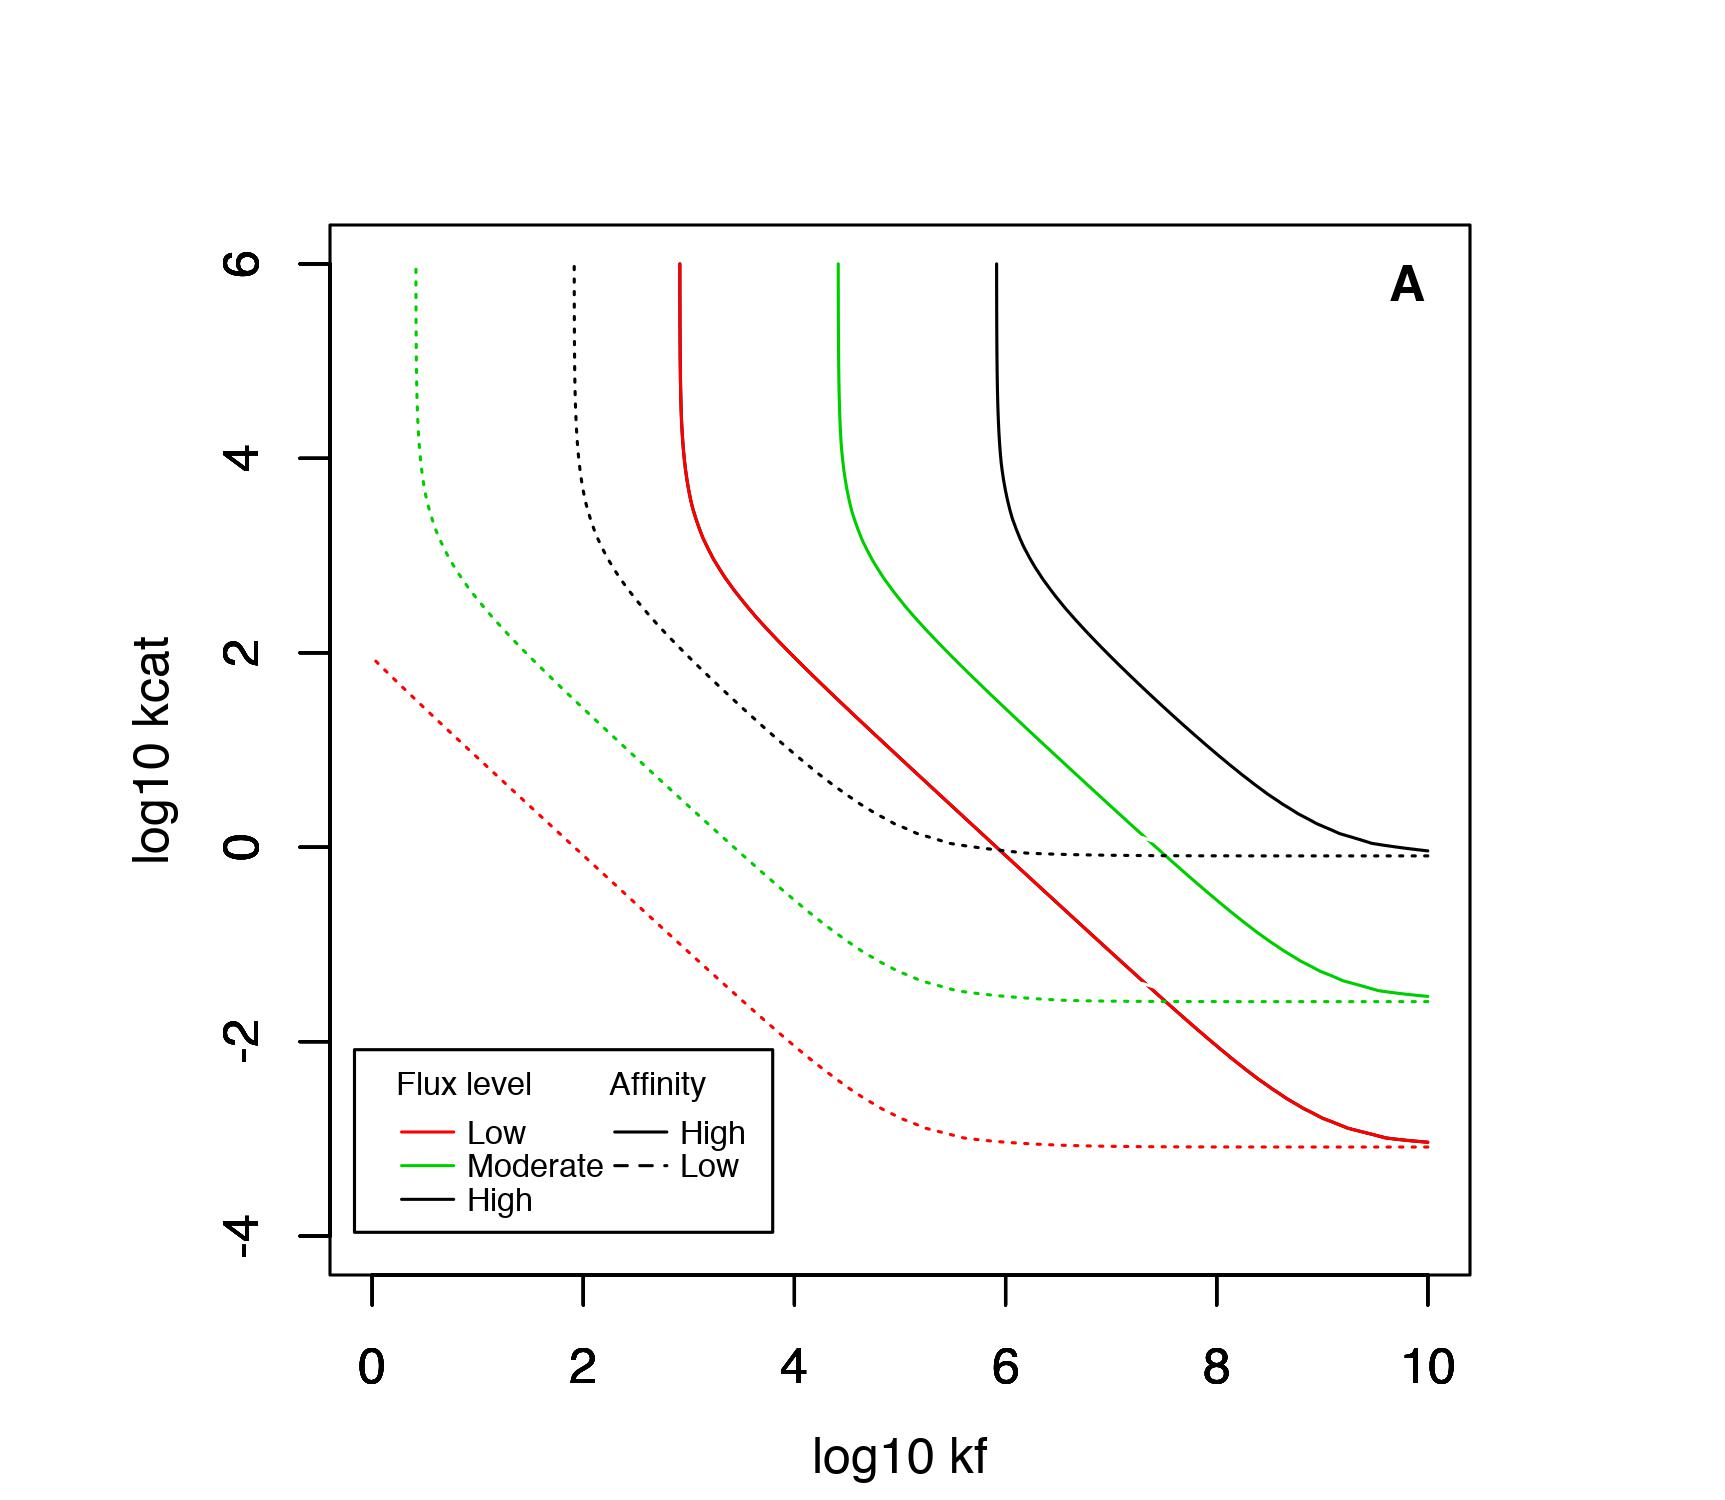 A
6
4
2
0
-2
-4
log10 kcat
Flux level Affinity
Low High
Moderate Low
High
0 2 4 6 8 10
log10 kf